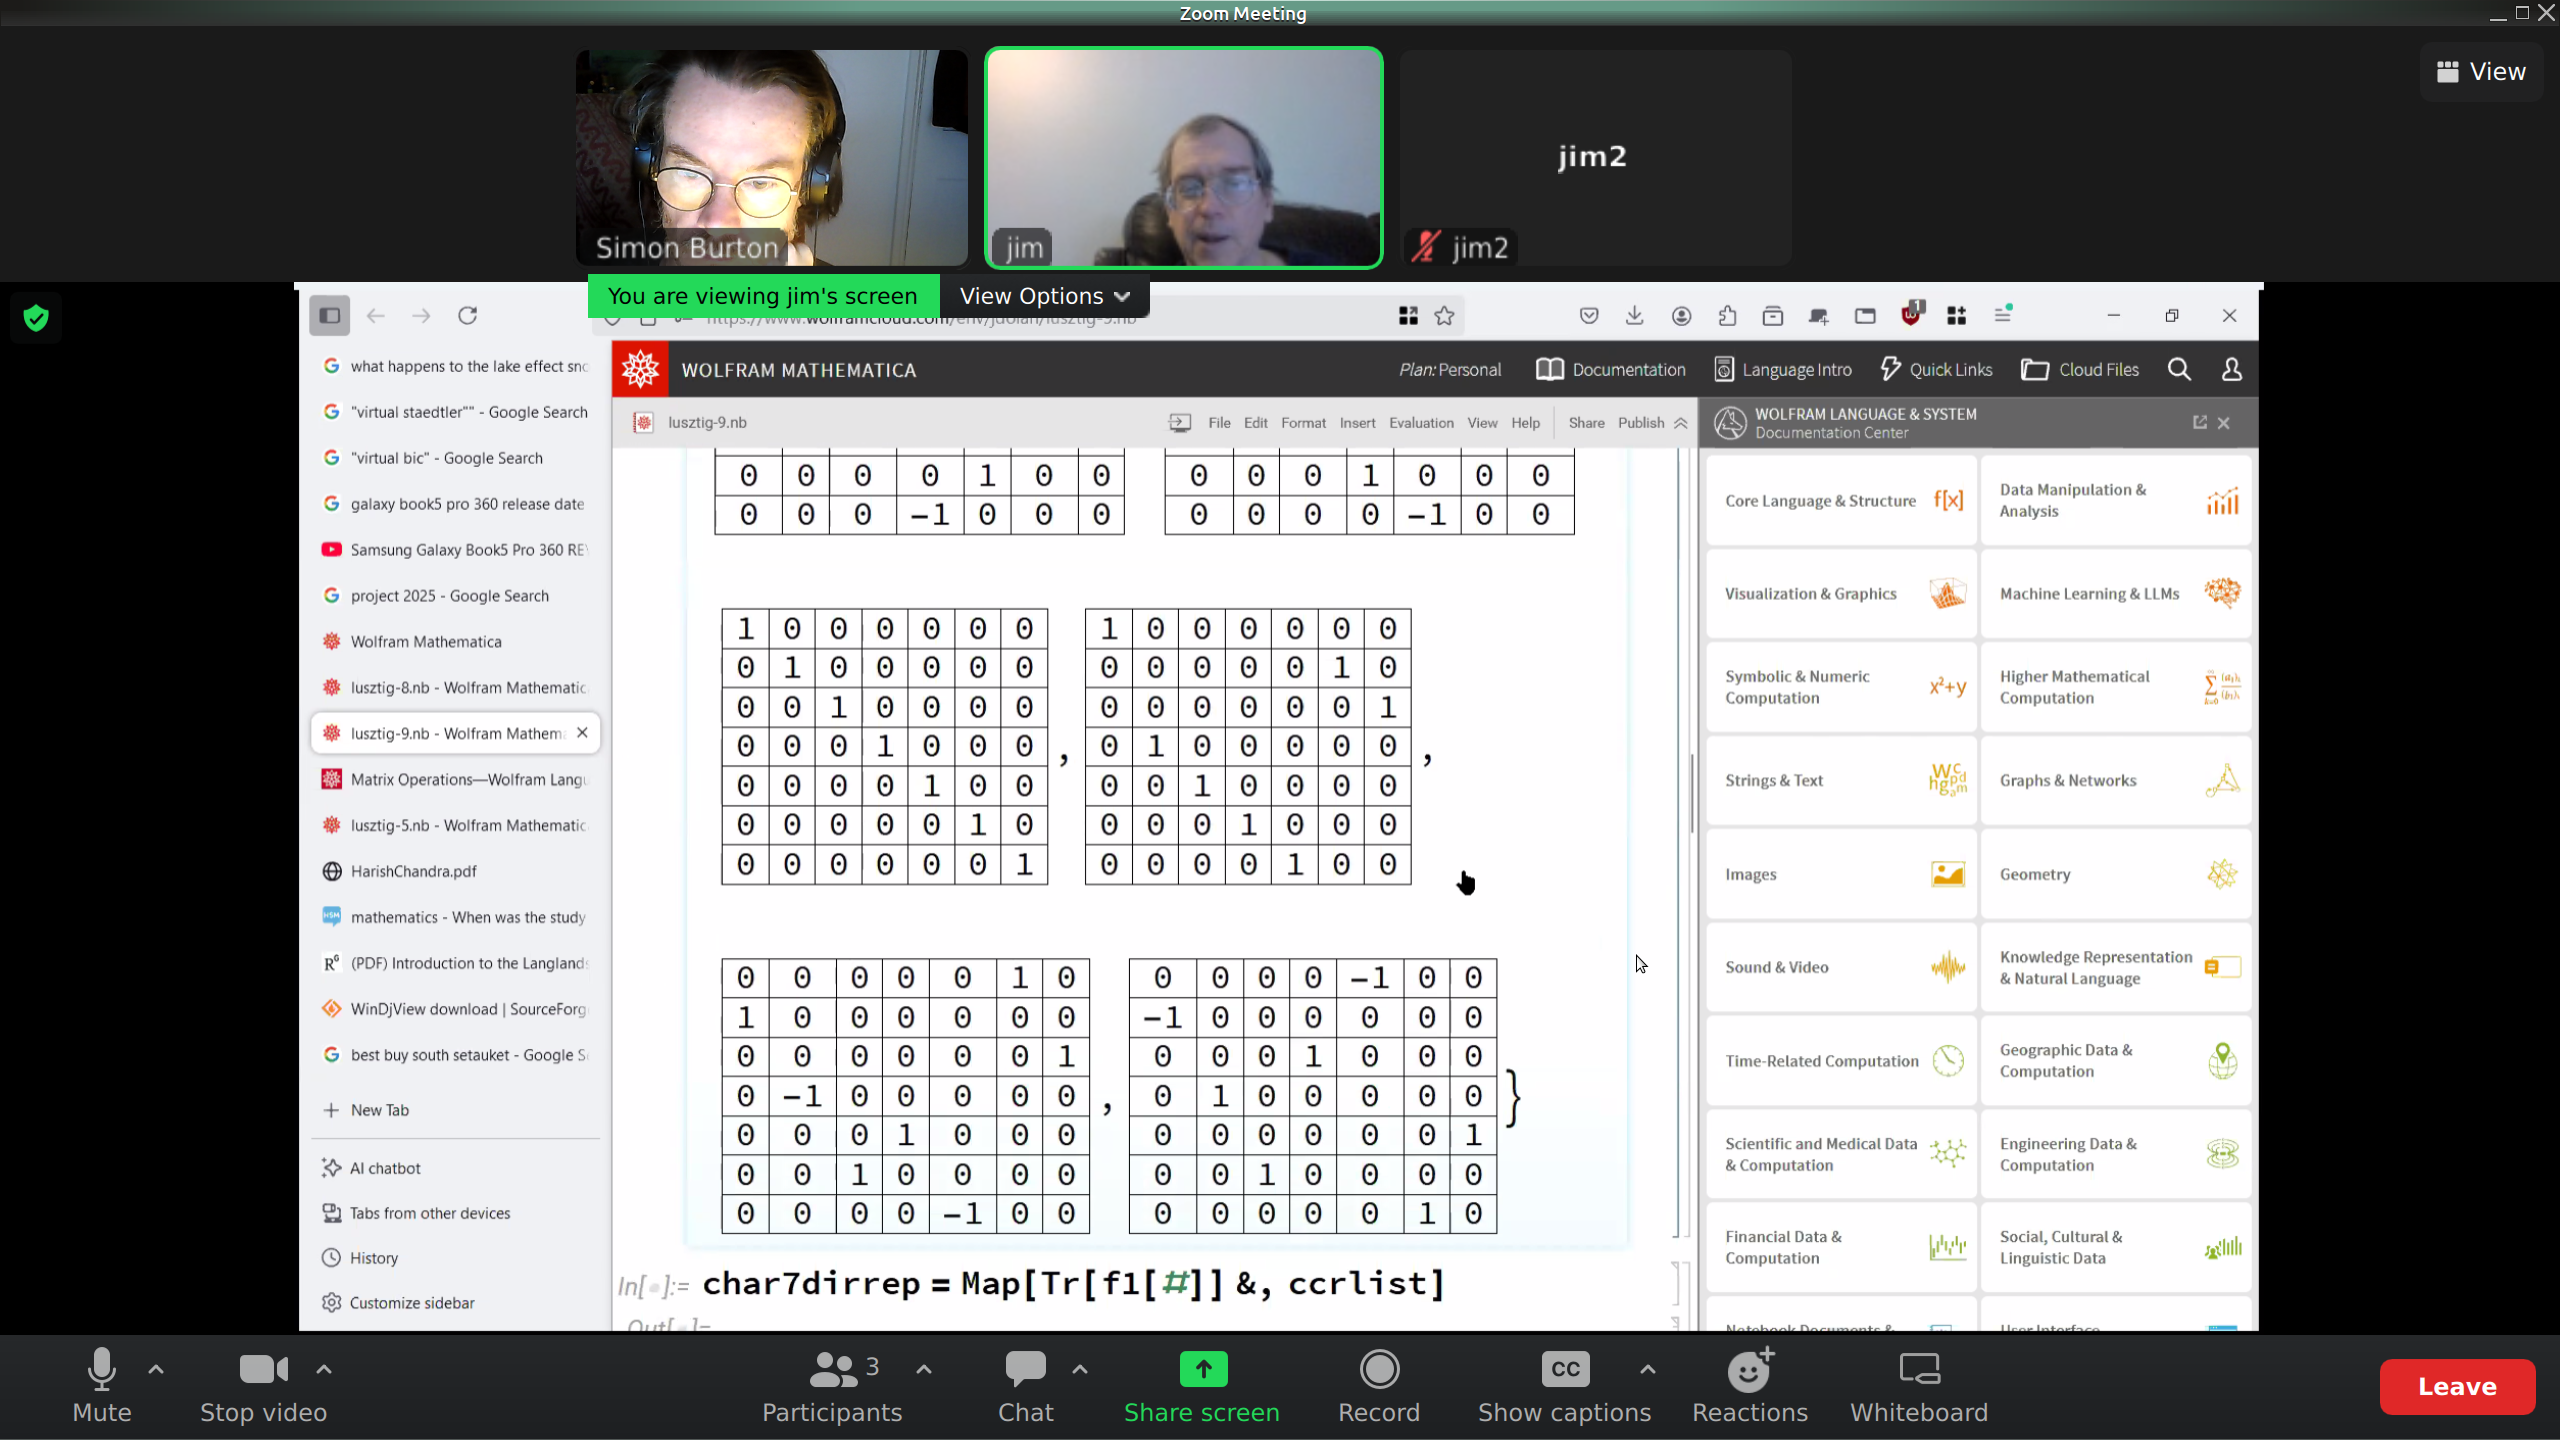 Zoom Meeting
View
Simon Burton
jim
jim2
jim2
You are viewing jim's screen
View Options
https://www.wolframcloud.com/env/jdolan/lusztig-9.nb
1
what happens to the lake effect sno
"virtual staedtler"" - Google Search
"virtual bic" - Google Search
galaxy book5 pro 360 release date
Samsung Galaxy Book5 Pro 360 RE
project 2025 - Google Search
Wolfram Mathematica
lusztig-8.nb - Wolfram Mathematic
lusztig-9.nb - Wolfram Mathem
Matrix Operations—Wolfram Langu
lusztig-5.nb - Wolfram Mathematic
HarishChandra.pdf
mathematics - When was the study
(PDF) Introduction to the Langland
WinDjView download | SourceForg
best buy south setauket - Google S
New Tab
AI chatbot
Tabs from other devices
History
Customize sidebar
WOLFRAM MATHEMATICA
Plan: Personal
Documentation
Language Intro
Quick Links
Cloud Files
lusztig-9.nb
File Edit Format Insert Evaluation View Help Share Publish
0 0 0 0 1 0 0
0 0 0 -1 0 0 0
0 0 0 1 0 0 0
0 0 0 0 -1 0 0
1 0 0 0 0 0 0
0 1 0 0 0 0 0
0 0 1 0 0 0 0
0 0 0 1 0 0 0
0 0 0 0 1 0 0
0 0 0 0 0 1 0
0 0 0 0 0 0 1
,
1 0 0 0 0 0 0
0 0 0 0 0 1 0
0 0 0 0 0 0 1
0 1 0 0 0 0 0
0 0 1 0 0 0 0
0 0 0 1 0 0 0
0 0 0 0 1 0 0
,
0 0 0 0 0 1 0
1 0 0 0 0 0 0
0 0 0 0 0 0 1
0 -1 0 0 0 0 0
0 0 0 1 0 0 0
0 0 1 0 0 0 0
0 0 0 0 -1 0 0
,
0 0 0 0 -1 0 0
-1 0 0 0 0 0 0
0 0 0 1 0 0 0
0 1 0 0 0 0 0
0 0 0 0 0 0 1
0 0 1 0 0 0 0
0 0 0 0 0 1 0
}
In[ ]:= char7dirrep = Map[Tr[f1[#]] &, ccrlist]
Out[ ]=
WOLFRAM LANGUAGE & SYSTEM
Documentation Center
Core Language & Structure
f[x]
Data Manipulation &
Analysis
Visualization & Graphics
Machine Learning & LLMs
Symbolic & Numeric
Computation
x²+y
Higher Mathematical
Computation
Strings & Text
Graphs & Networks
Images
Geometry
Sound & Video
Knowledge Representation
& Natural Language
Time-Related Computation
Geographic Data &
Computation
Scientific and Medical Data
& Computation
Engineering Data &
Computation
Financial Data &
Computation
Social, Cultural &
Linguistic Data
Notebook Documents &
User Interface
Mute
Stop video
Participants
3
Chat
Share screen
Record
CC
Show captions
Reactions
Whiteboard
Leave